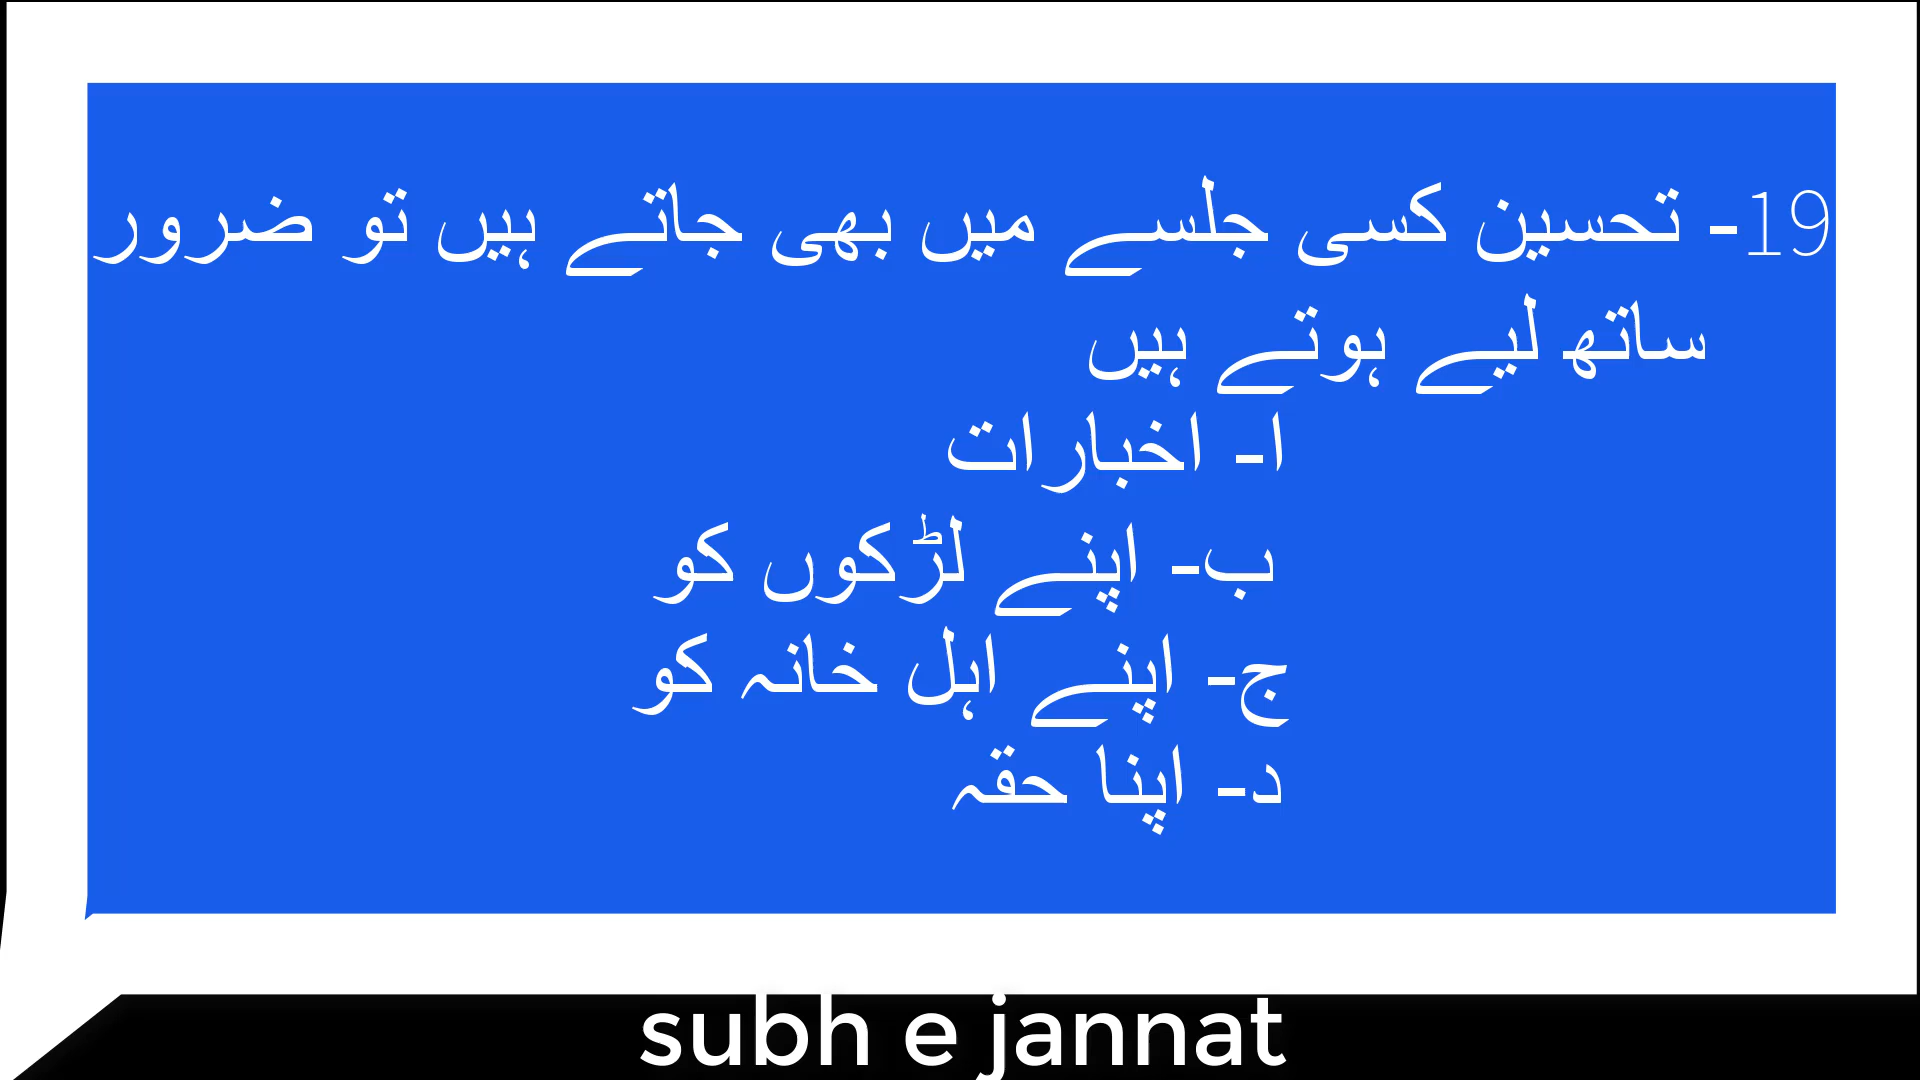 19- تحسین کسی جلسے میں بھی جاتے ہیں تو ضرور
ساتھ لیے ہوتے ہیں
ا- اخبارات
ب- اپنے لڑکوں کو
ج- اپنے اہل خانہ کو
د- اپنا حقہ
subh e jannat